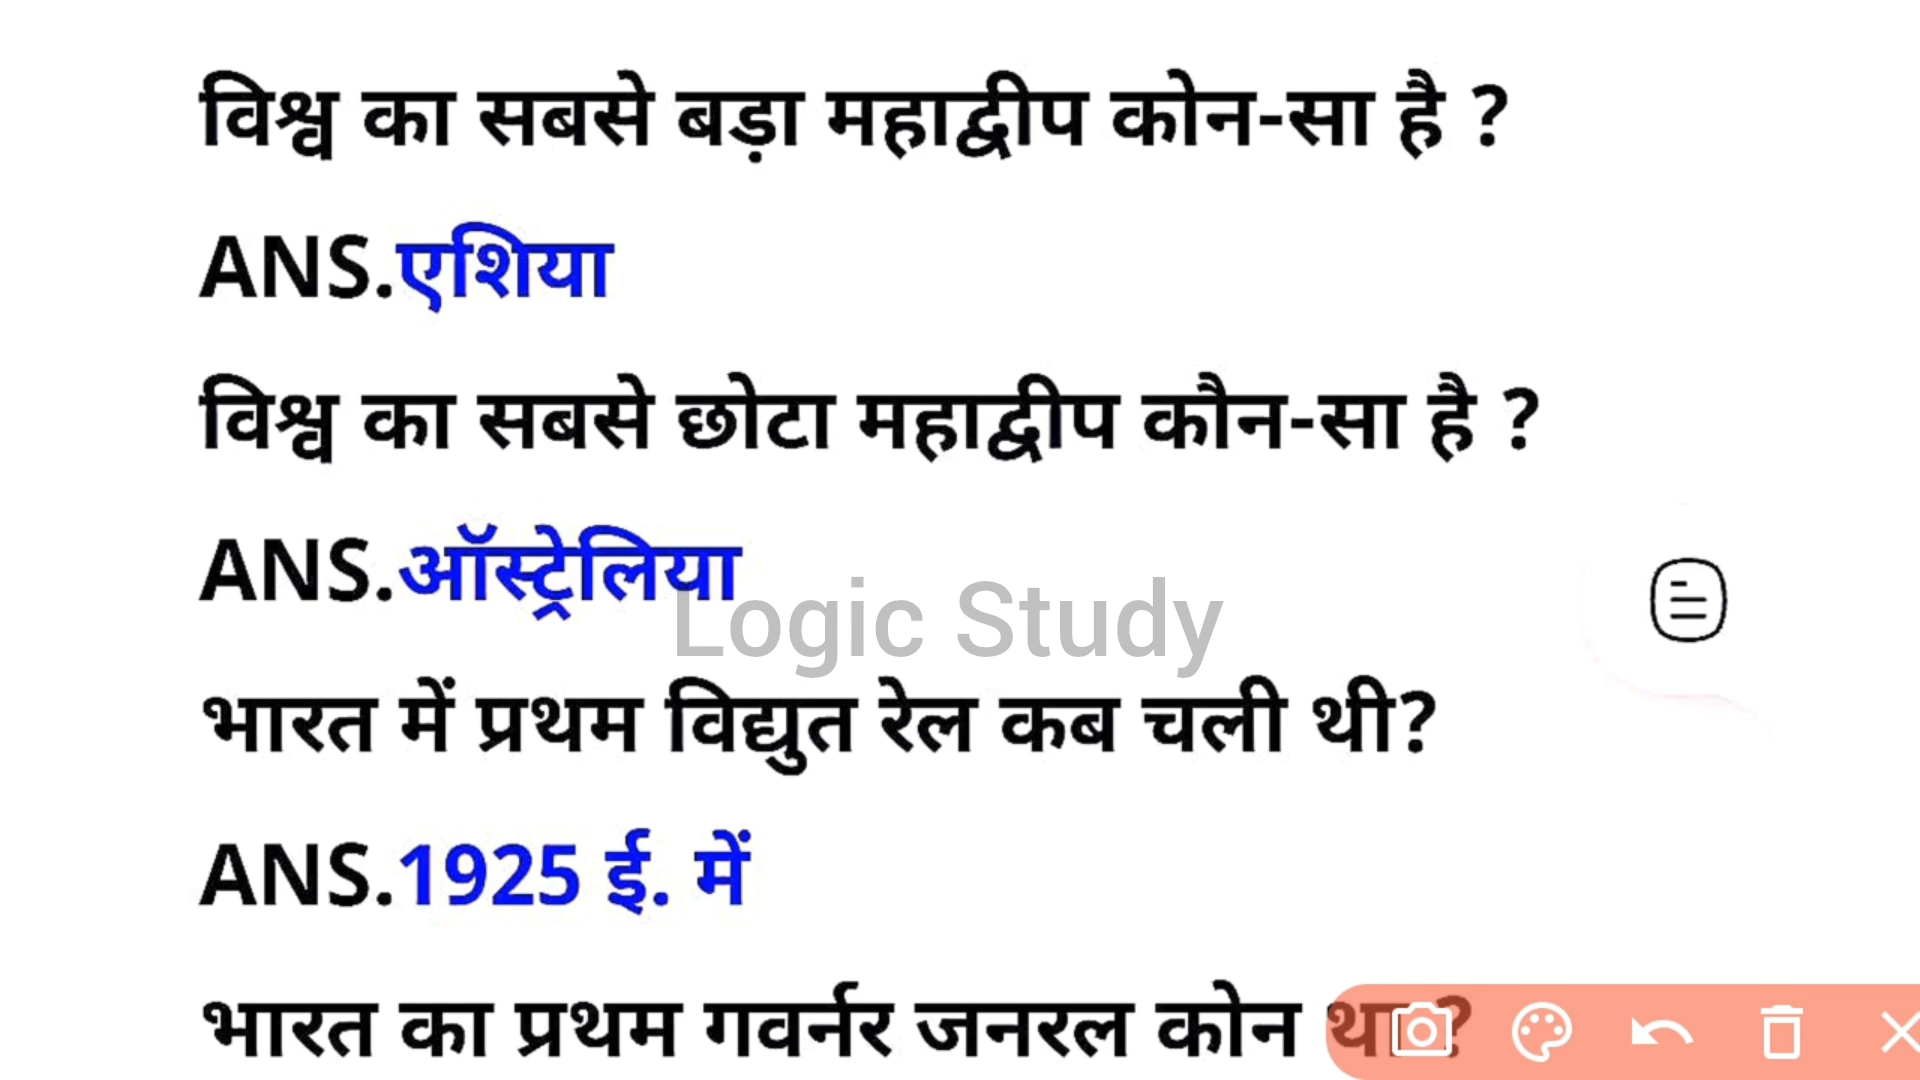 विश्व का सबसे बड़ा महाद्वीप कोन-सा है ?
ANS.एशिया
विश्व का सबसे छोटा महाद्वीप कौन-सा है ?
ANS.ऑस्ट्रेलिया
Logic Study
भारत में प्रथम विद्युत रेल कब चली थी?
ANS.1925 ई. में
भारत का प्रथम गवर्नर जनरल कोन था ?